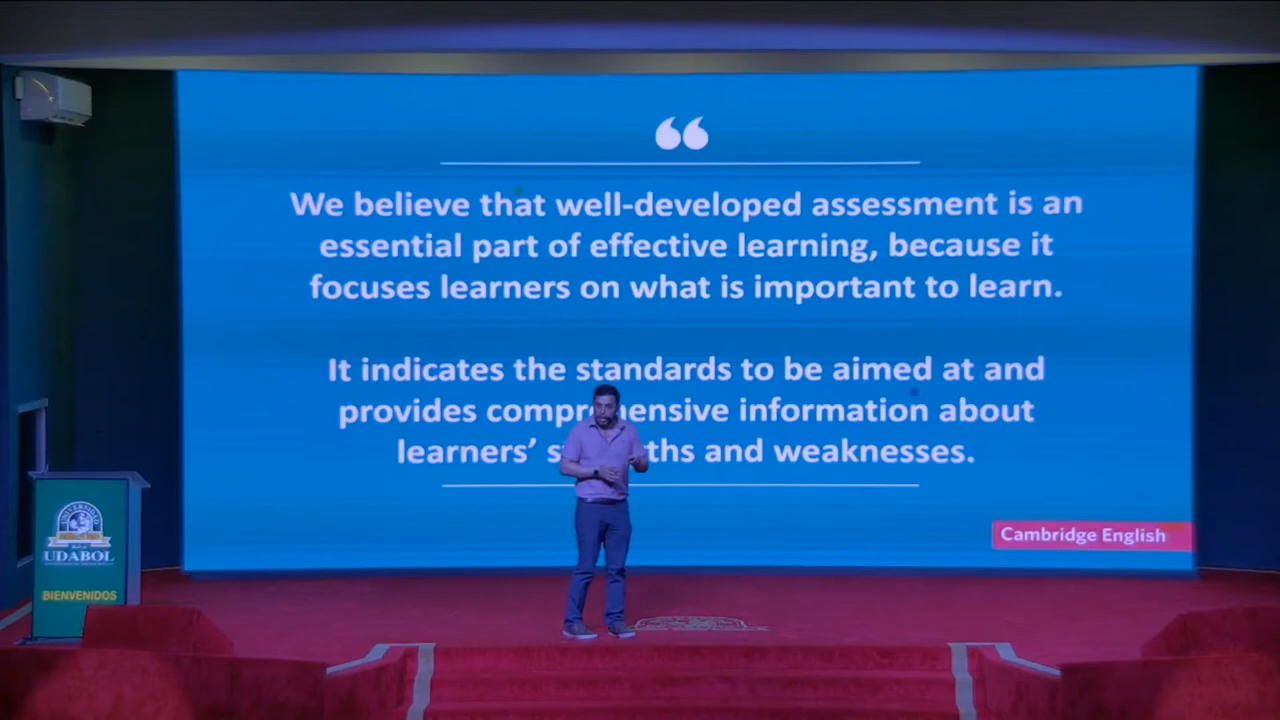 We believe that well-developed assessment is an
essential part of effective learning, because it
focuses learners on what is important to learn.
It indicates the standards to be aimed at and
provides comprehensive information about
learners’ and weaknesses.
Cambridge English
UNIVERSIDAD
UDABOL
BIENVENIDOS